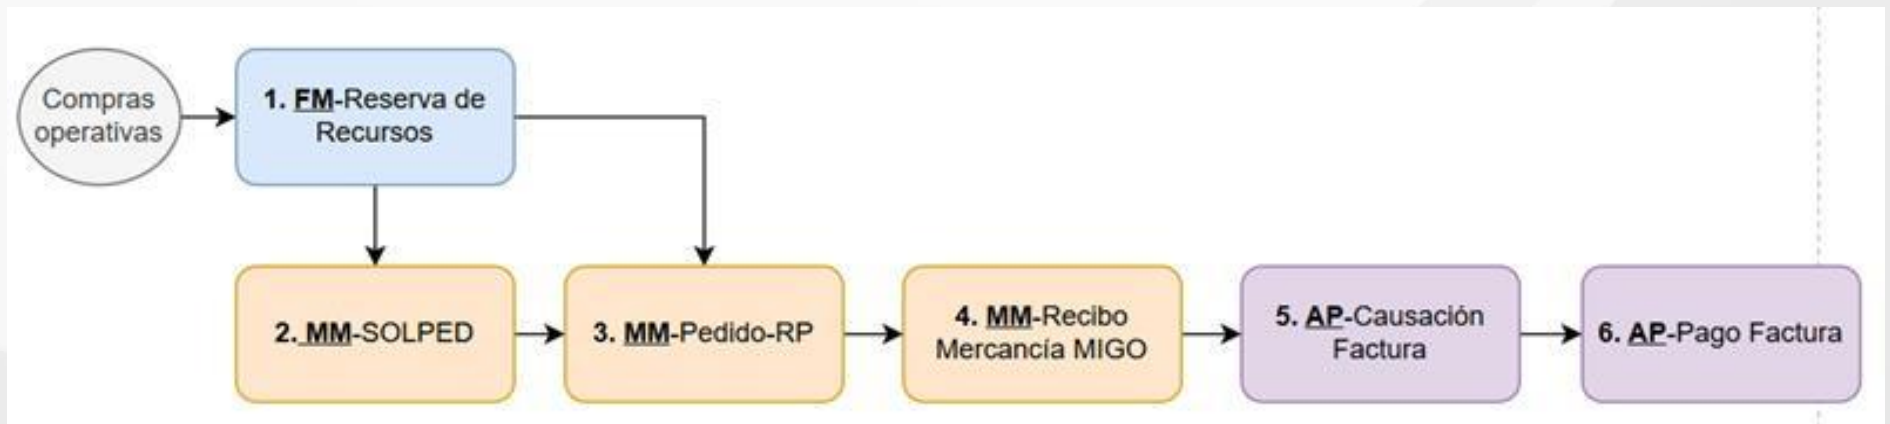 Compras
operativas
1. FM-Reserva de
Recursos
2. MM-SOLPED
3. MM-Pedido-RP
4. MM-Recibo
Mercancía MIGO
5. AP-Causación
Factura
6. AP-Pago Factura